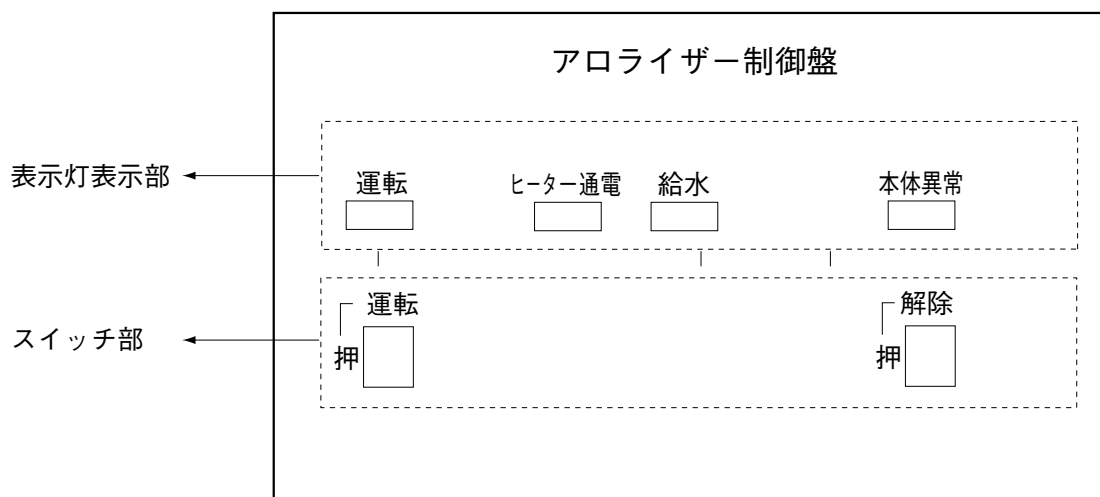 アロライザー制御盤
表示灯表示部
運転 ヒーター通電 給水 本体異常
スイッチ部
運転 解除
押 押